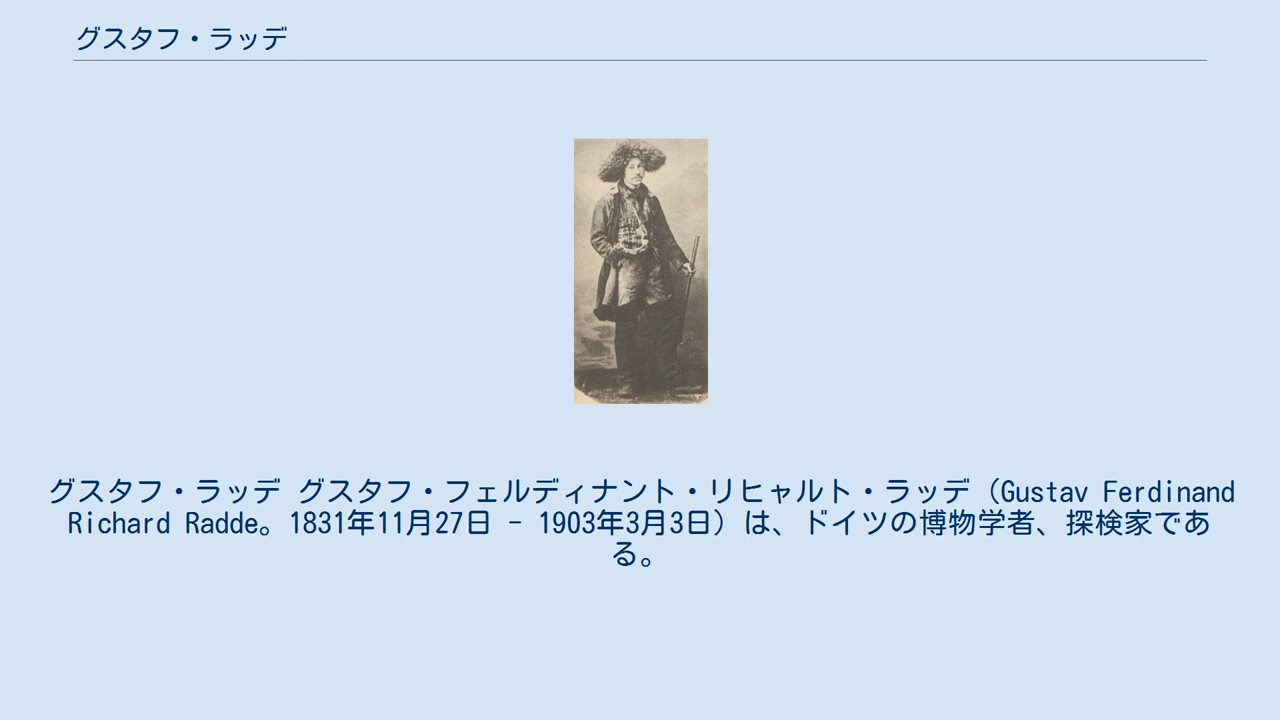 グスタフ・ラッデ
グスタフ・ラッデ グスタフ・フェルディナント・リヒャルト・ラッデ（Gustav Ferdinand
Richard Radde。1831年11月27日 - 1903年3月3日）は、ドイツの博物学者、探検家であ
る。